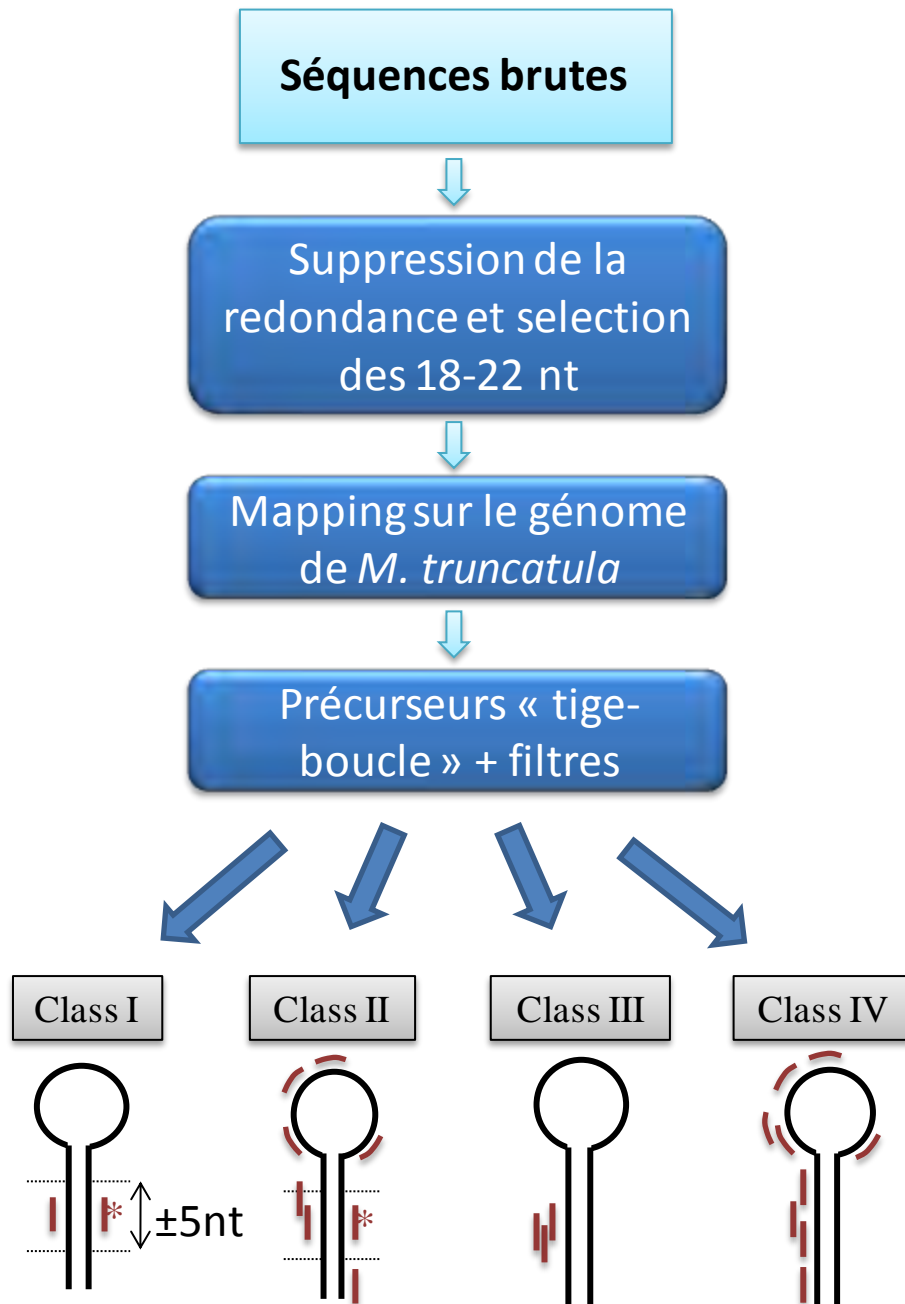 Séquences brutes
Suppression de la
redondance et selection
des 18-22 nt
Mapping sur le génome
de M. truncatula
Précurseurs « tige-
boucle » + filtres
Class I
Class II
Class III
Class IV
*
±5nt
*